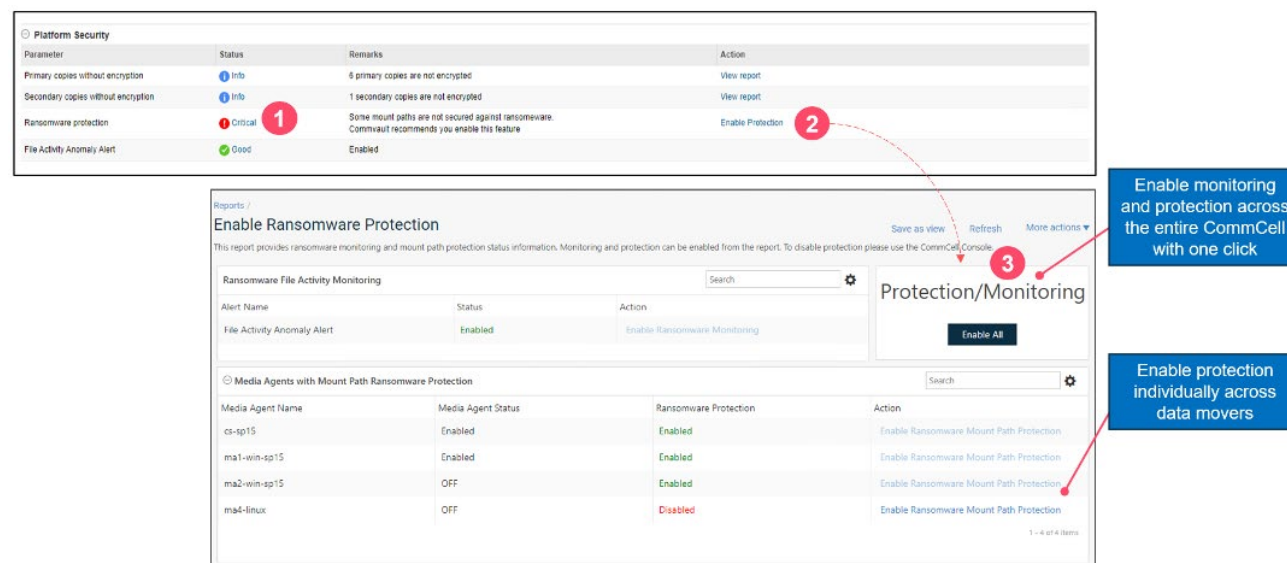 Platform Security
Parameter Status Remarks Action
Primary copies without encryption Info 6 primary copies are not encrypted View report
Secondary copies without encryption Info 1 secondary copies are not encrypted View report
Ransomware protection Critical 1 Some mount paths are not secured against ransomeware. Enable Protection 2
Commvault recommends you enable this feature
File Activity Anomaly Alert Good Enabled
Reports /
Enable Ransomware Protection
Save as view Refresh More actions
This report provides ransomware monitoring and mount path protection status information. Monitoring and protection can be enabled from the report. To disable protection please use the CommCell Console.
3
Ransomware File Activity Monitoring Search
Alert Name Status Action
File Activity Anomaly Alert Enabled Enable Ransomware Monitoring
Protection/Monitoring
Enable All
Enable monitoring
and protection across
the entire CommCell
with one click
Media Agents with Mount Path Ransomware Protection Search
Media Agent Name Media Agent Status Ransomware Protection Action
cs-sp15 Enabled Enabled Enable Ransomware Mount Path Protection
ma1-win-sp15 Enabled Enabled Enable Ransomware Mount Path Protection
ma2-win-sp15 OFF Enabled Enable Ransomware Mount Path Protection
ma4-linux OFF Disabled Enable Ransomware Mount Path Protection
1 - 4 of 4 items
Enable protection
individually across
data movers